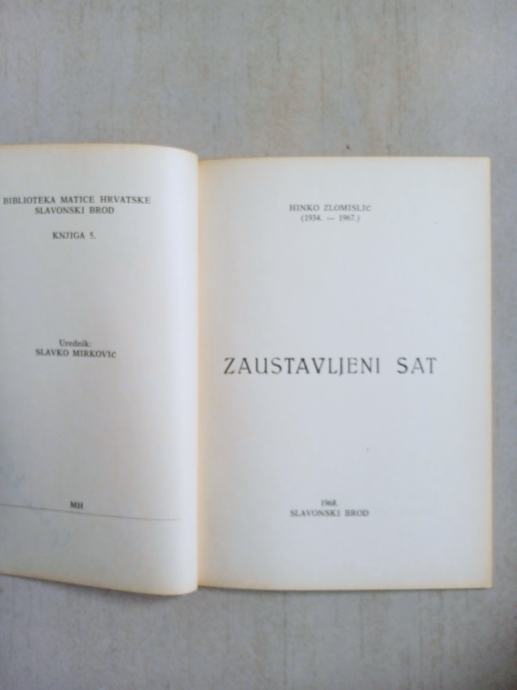 BIBLIOTEKA MATICE HRVATSKE
SLAVONSKI BROD
KNJIGA 5.
Urednik:
SLAVKO MIRKOVIĆ
MH
HINKO ZLOMISLIĆ
(1934. — 1967.)
ZAUSTAVLJENI SAT
1968.
SLAVONSKI BROD